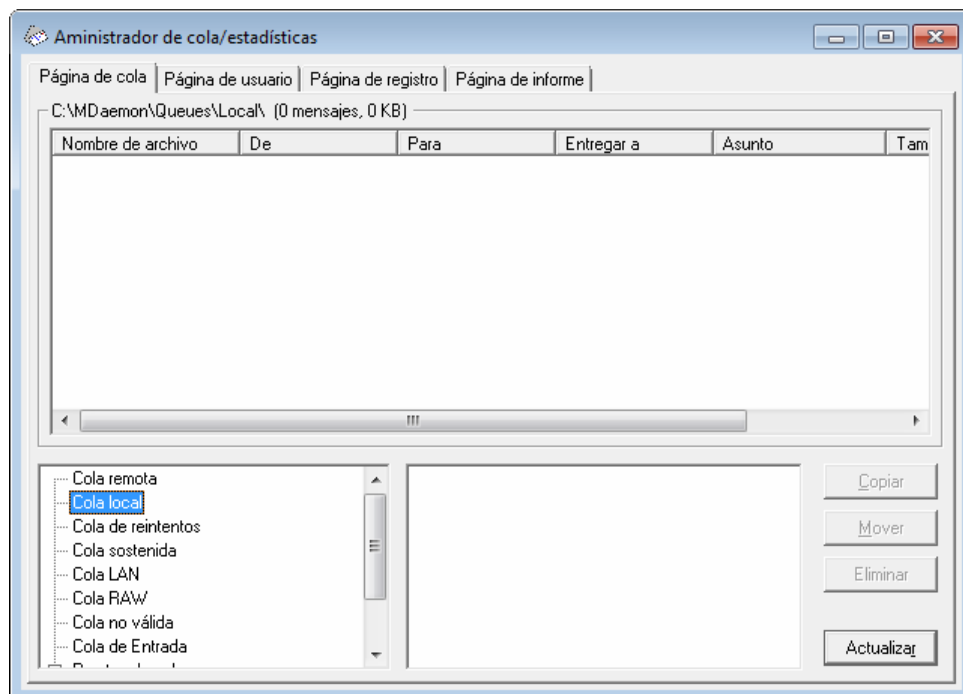 Aministrador de cola/estadísticas
Página de cola Página de usuario Página de registro Página de informe
C:\MDaemon\Queues\Local\ (0 mensajes, 0 KB)
Nombre de archivo De Para Entregar a Asunto Tam
Cola remota
Cola local
Cola de reintentos
Cola sostenida
Cola LAN
Cola RAW
Cola no válida
Cola de Entrada
Copiar
Mover
Eliminar
Actualizar